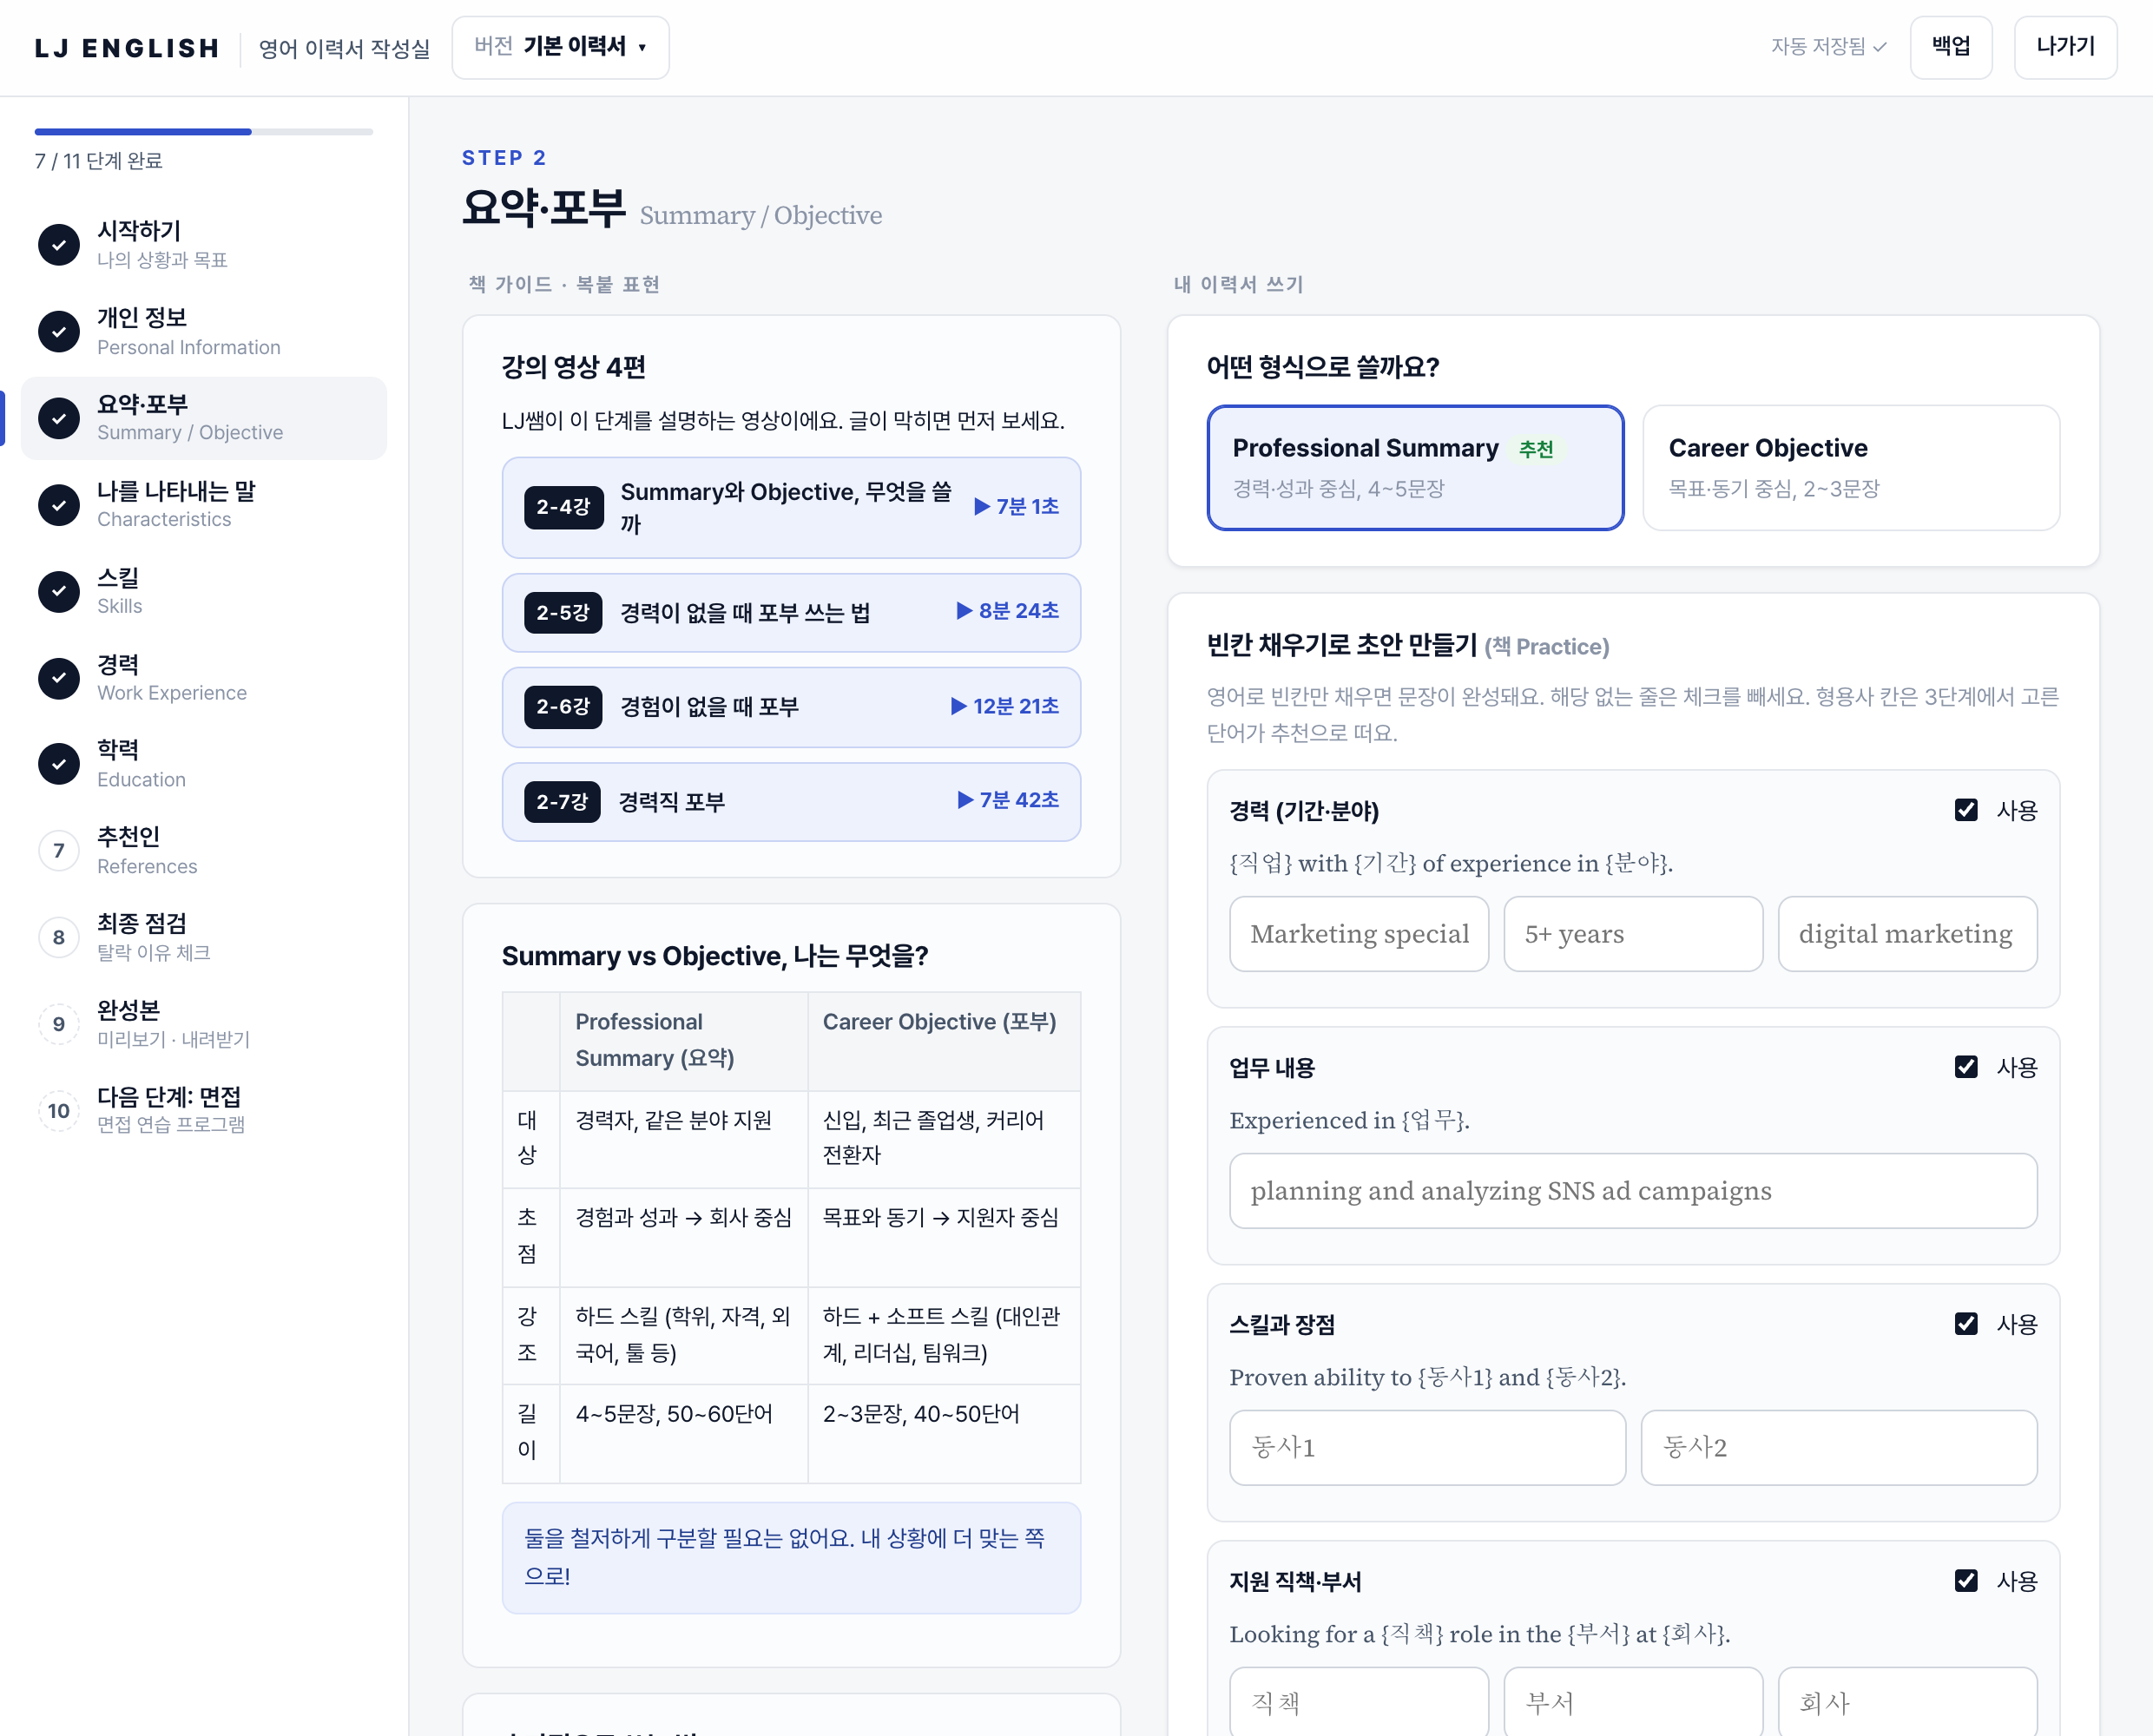 LJ ENGLISH
영어 이력서 작성실
버전 기본 이력서 ▾
자동 저장됨 ✓
백업
나가기
7 / 11 단계 완료
시작하기
나의 상황과 목표
개인 정보
Personal Information
요약·포부
Summary / Objective
나를 나타내는 말
Characteristics
스킬
Skills
경력
Work Experience
학력
Education
7
추천인
References
8
최종 점검
탈락 이유 체크
9
완성본
미리보기 · 내려받기
10
다음 단계: 면접
면접 연습 프로그램
STEP 2
요약·포부 Summary / Objective
책 가이드 · 복붙 표현
강의 영상 4편
LJ쌤이 이 단계를 설명하는 영상이에요. 글이 막히면 먼저 보세요.
2-4강 Summary와 Objective, 무엇을 쓸
까
▶ 7분 1초
2-5강 경력이 없을 때 포부 쓰는 법 ▶ 8분 24초
2-6강 경험이 없을 때 포부 ▶ 12분 21초
2-7강 경력직 포부 ▶ 7분 42초
Summary vs Objective, 나는 무엇을?
Professional
Summary (요약)
Career Objective (포부)
대
상
경력자, 같은 분야 지원
신입, 최근 졸업생, 커리어
전환자
초
점
경험과 성과 → 회사 중심
목표와 동기 → 지원자 중심
강
조
하드 스킬 (학위, 자격, 외
국어, 툴 등)
하드 + 소프트 스킬 (대인관
계, 리더십, 팀워크)
길
이
4~5문장, 50~60단어
2~3문장, 40~50단어
둘을 철저하게 구분할 필요는 없어요. 내 상황에 더 맞는 쪽
으로!
내 이력서 쓰기
어떤 형식으로 쓸까요?
Professional Summary 추천
경력·성과 중심, 4~5문장
Career Objective
목표·동기 중심, 2~3문장
빈칸 채우기로 초안 만들기 (책 Practice)
영어로 빈칸만 채우면 문장이 완성돼요. 해당 없는 줄은 체크를 빼세요. 형용사 칸은 3단계에서 고른
단어가 추천으로 떠요.
경력 (기간·분야) 사용
{직업} with {기간} of experience in {분야}.
Marketing special
5+ years
digital marketing
업무 내용 사용
Experienced in {업무}.
planning and analyzing SNS ad campaigns
스킬과 장점 사용
Proven ability to {동사1} and {동사2}.
동사1
동사2
지원 직책·부서 사용
Looking for a {직책} role in the {부서} at {회사}.
직책
부서
회사